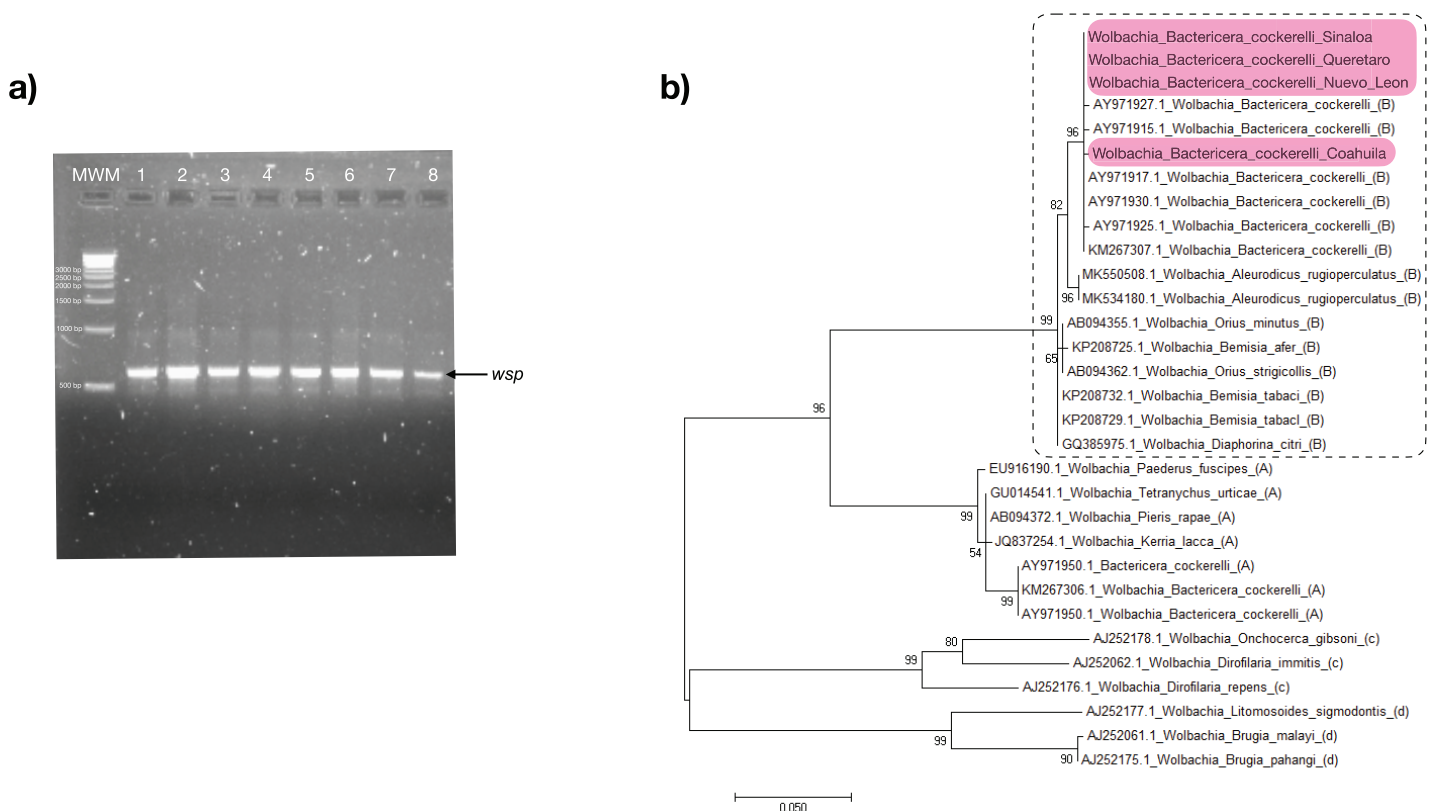 a)
MWM 1 2 3 4 5 6 7 8
3000 bp
2500 bp
2000 bp
1500 bp
1000 bp
500 bp
wsp
b)
Wolbachia_Bactericera_cockerelli_Sinaloa
Wolbachia_Bactericera_cockerelli_Queretaro
Wolbachia_Bactericera_cockerelli_Nuevo_Leon
AY971927.1_Wolbachia_Bactericera_cockerelli_(B)
96
AY971915.1_Wolbachia_Bactericera_cockerelli_(B)
Wolbachia_Bactericera_cockerelli_Coahuila
AY971917.1_Wolbachia_Bactericera_cockerelli_(B)
82
AY971930.1_Wolbachia_Bactericera_cockerelli_(B)
AY971925.1_Wolbachia_Bactericera_cockerelli_(B)
KM267307.1_Wolbachia_Bactericera_cockerelli_(B)
MK550508.1_Wolbachia_Aleurodicus_rugioperculatus_(B)
96
MK534180.1_Wolbachia_Aleurodicus_rugioperculatus_(B)
99
AB094355.1_Wolbachia_Orius_minutus_(B)
KP208725.1_Wolbachia_Bemisia_afer_(B)
65
AB094362.1_Wolbachia_Orius_strigicollis_(B)
KP208732.1_Wolbachia_Bemisia_tabaci_(B)
96
KP208729.1_Wolbachia_Bemisia_tabacl_(B)
GQ385975.1_Wolbachia_Diaphorina_citri_(B)
EU916190.1_Wolbachia_Paederus_fuscipes_(A)
GU014541.1_Wolbachia_Tetranychus_urticae_(A)
99
AB094372.1_Wolbachia_Pieris_rapae_(A)
JQ837254.1_Wolbachia_Kerria_lacca_(A)
54
AY971950.1_Bactericera_cockerelli_(A)
KM267306.1_Wolbachia_Bactericera_cockerelli_(A)
99
AY971950.1_Wolbachia_Bactericera_cockerelli_(A)
80
AJ252178.1_Wolbachia_Onchocerca_gibsoni_(c)
99
AJ252062.1_Wolbachia_Dirofilaria_immitis_(c)
AJ252176.1_Wolbachia_Dirofilaria_repens_(c)
AJ252177.1_Wolbachia_Litomosoides_sigmodontis_(d)
99
AJ252061.1_Wolbachia_Brugia_malayi_(d)
90
AJ252175.1_Wolbachia_Brugia_pahangi_(d)
0.050